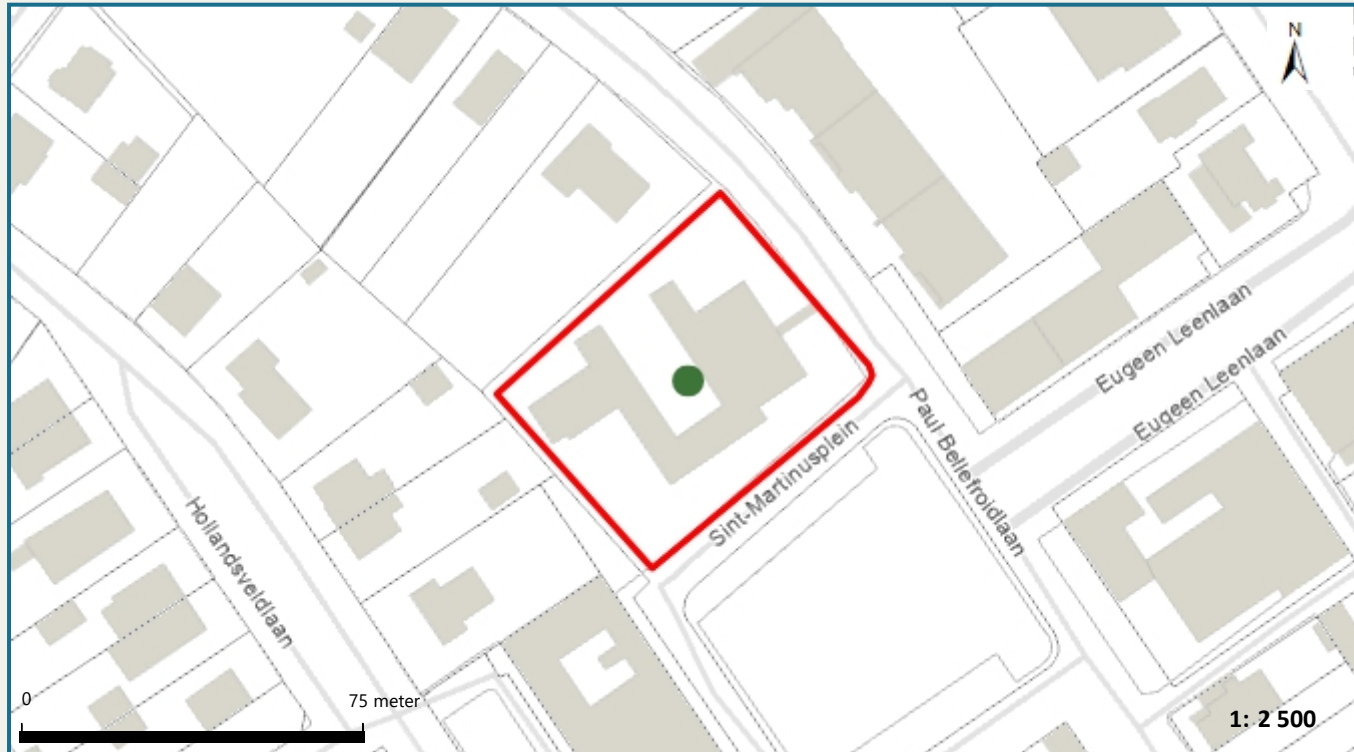 N
Eugeen Leenlaan
Eugeen Leenlaan
Paul Bellefroidlaan
Sint-Martinusplein
Hollandsveldlaan
0
75 meter
1: 2 500